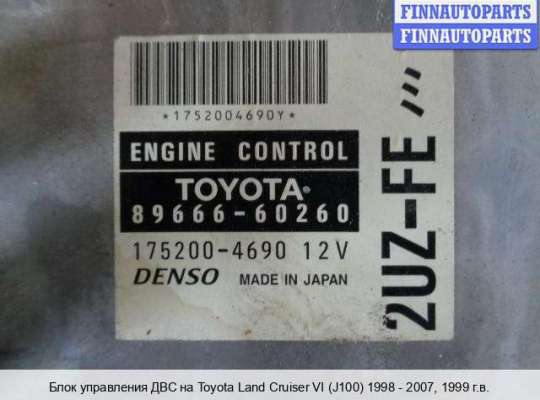 FINNAUTOPARTS
FINNAUTOPARTS
*1752004690Y*
ENGINE CONTROL
TOYOTA®
89666-60260
175200-4690 12V
DENSO MADE IN JAPAN
2UZ-FE
Блок управления ДВС на Toyota Land Cruiser VI (J100) 1998 - 2007, 1999 г.в.